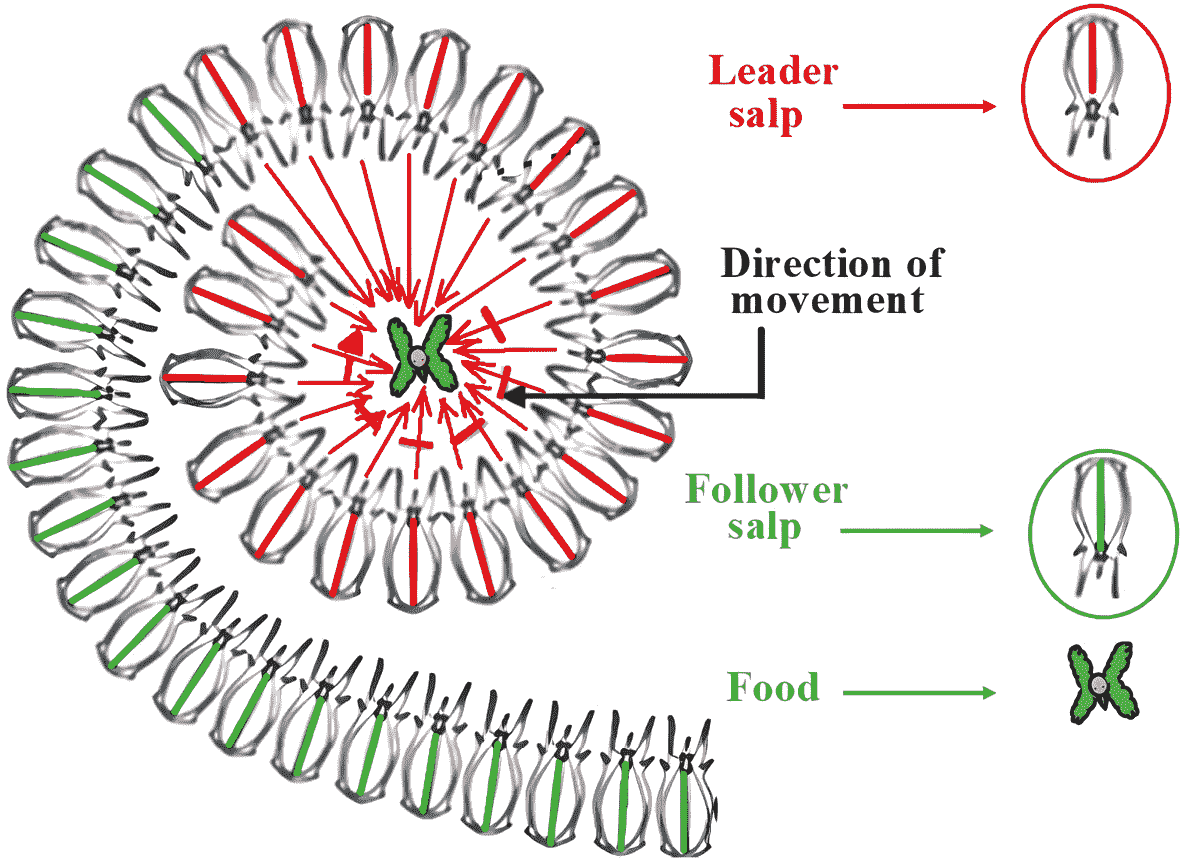 Leader
salp
Direction of
movement
Follower
salp
Food